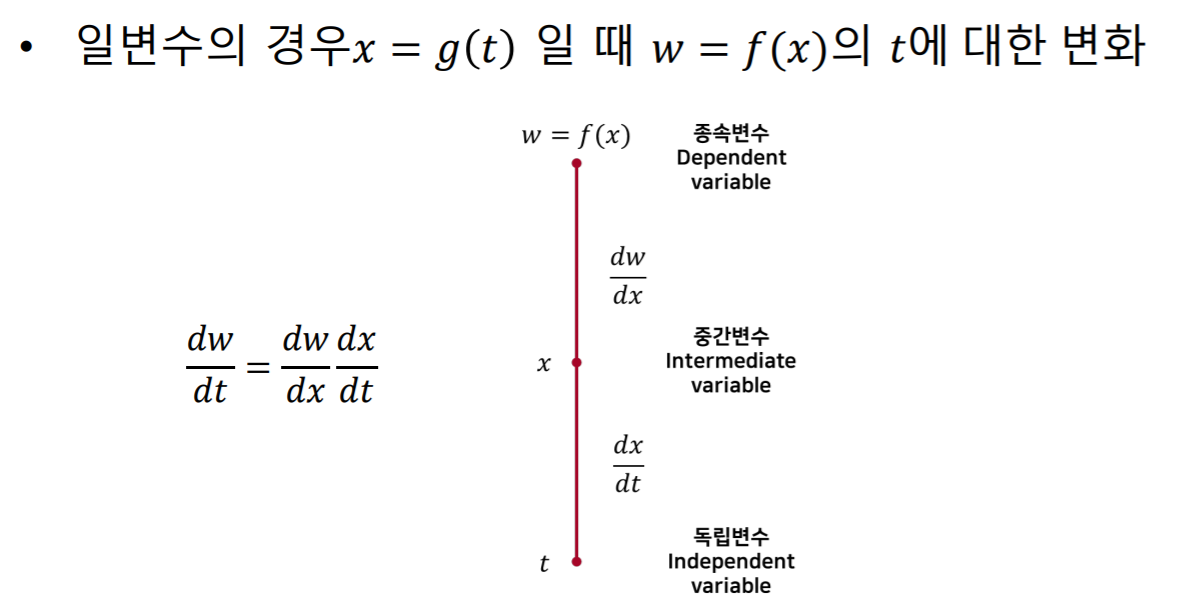 • 일변수의 경우x = g(t) 일 때 w = f(x)의 t에 대한 변화
w = f(x)
종속변수
Dependent
variable
dw/dx
dw/dt = dw/dx dx/dt
x
중간변수
Intermediate
variable
dx/dt
t
독립변수
Independent
variable